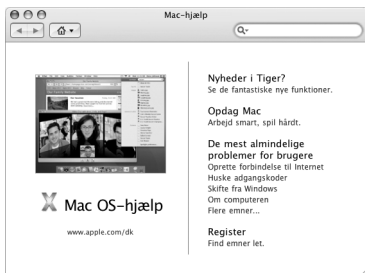 Mac-hjælp
Mac OS-hjælp
www.apple.com/dk
Nyheder i Tiger?
Se de fantastiske nye funktioner.
Opdag Mac
Arbejd smart, spil hårdt.
De mest almindelige
problemer for brugere
Oprette forbindelse til Internet
Huske adgangskoder
Skifte fra Windows
Om computeren
Flere emner...
Register
Find emner let.